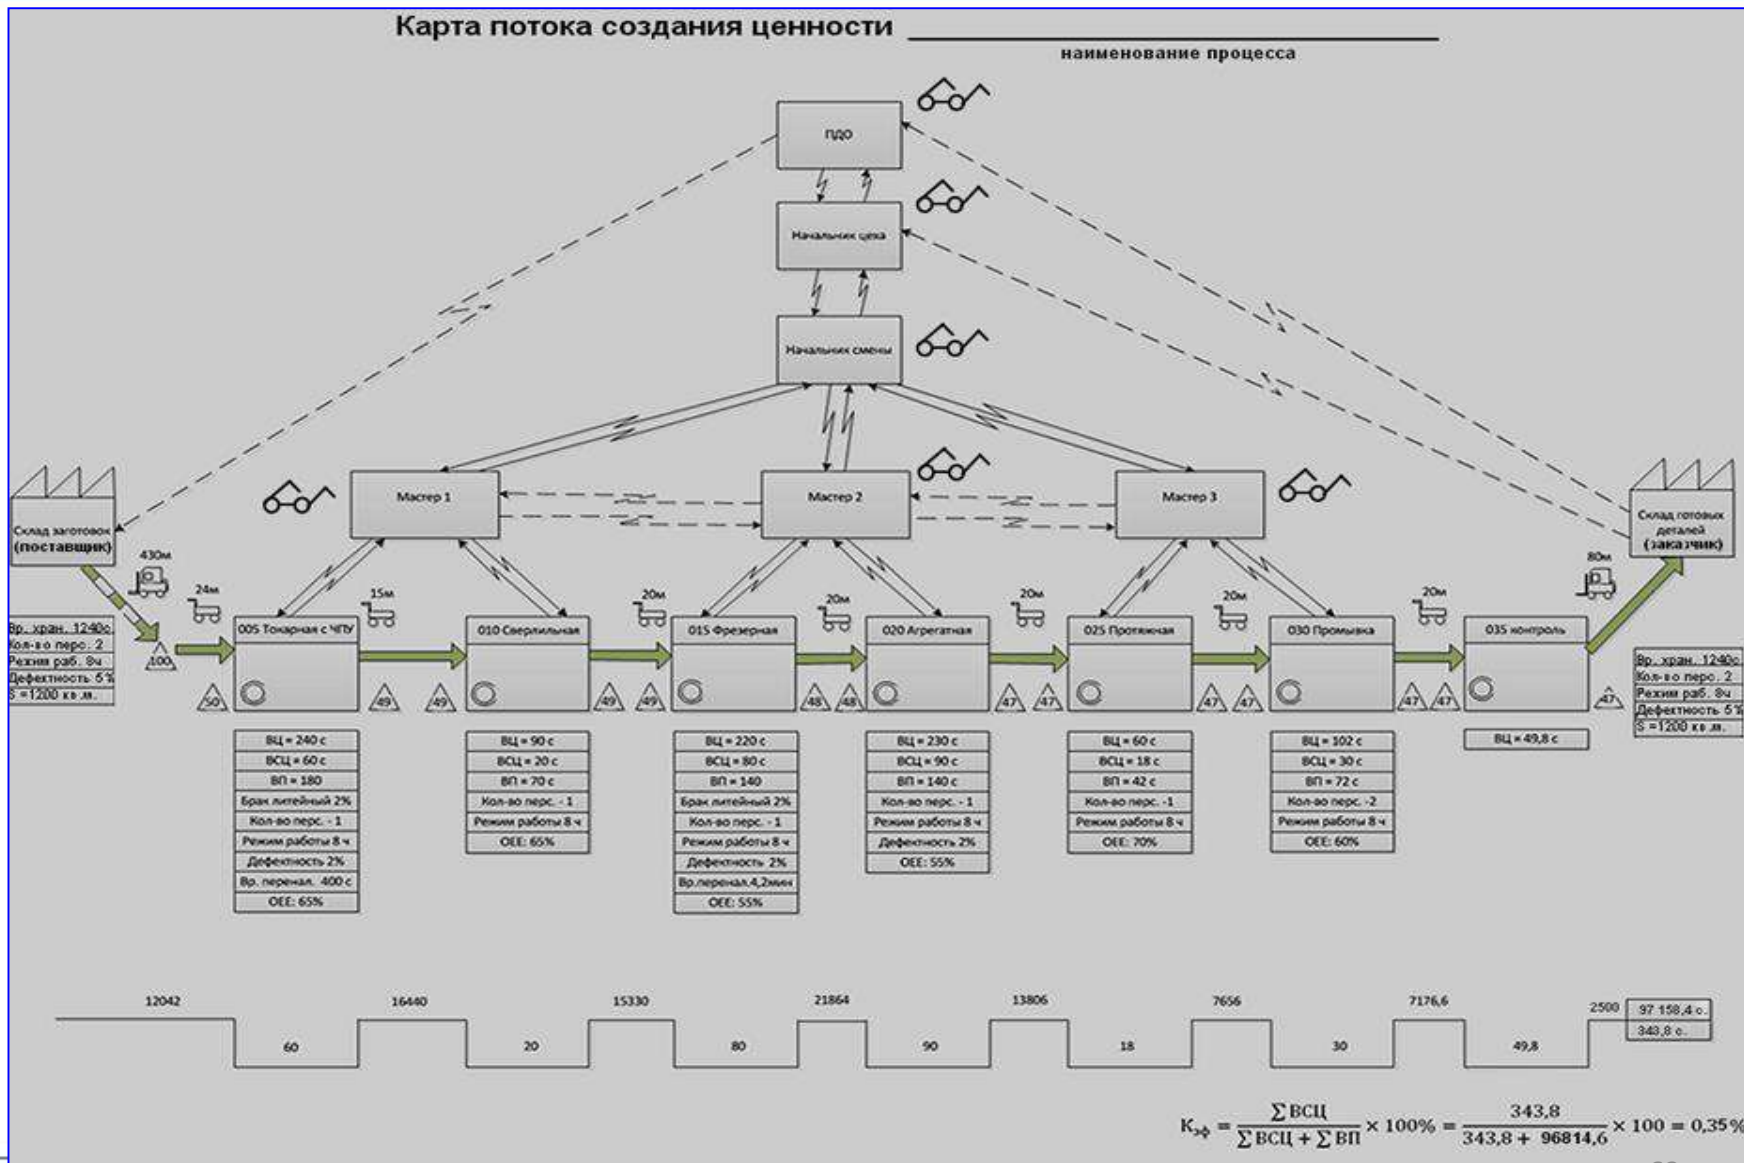 Карта потока создания ценности
наименование процесса
ПДО
Начальник цеха
Начальник смены
Мастер 1
Мастер 2
Мастер 3
Склад заготовок
(поставщик)
Склад готовых
деталей
(заказчик)
430м
24м
15м
20м
20м
20м
20м
20м
80м
Вр. хран. 1240с.
Кол-во перс. 2
Режим раб. 8ч
Дефектность 5%
S =1200 кв.м.
100
005 Токарная с ЧПУ
010 Сверлильная
015 Фрезерная
020 Агрегатная
025 Протяжная
030 Промывка
035 контроль
Вр. хран. 1240с.
Кол-во перс. 2
Режим раб. 8ч
Дефектность 5%
S =1200 кв.м.
50
49
49
49
49
48
48
47
47
47
47
47
47
47
ВЦ = 240 с
ВСЦ = 60 с
ВП = 180
Брак литейный 2%
Кол-во перс. - 1
Режим работы 8 ч
Дефектность 2%
Вр. перенал. 400 с
OEE: 65%
ВЦ = 90 с
ВСЦ = 20 с
ВП = 70 с
Кол-во перс. - 1
Режим работы 8 ч
OEE: 65%
ВЦ = 220 с
ВСЦ = 80 с
ВП = 140
Брак литейный 2%
Кол-во перс. - 1
Режим работы 8 ч
Дефектность 2%
Вр.перенал.4,2мин
OEE: 55%
ВЦ = 230 с
ВСЦ = 90 с
ВП = 140 с
Кол-во перс. - 1
Режим работы 8 ч
Дефектность 2%
OEE: 55%
ВЦ = 60 с
ВСЦ = 18 с
ВП = 42 с
Кол-во перс. -1
Режим работы 8 ч
OEE: 70%
ВЦ = 102 с
ВСЦ = 30 с
ВП = 72 с
Кол-во перс. -2
Режим работы 8 ч
OEE: 60%
ВЦ = 49,8 с
12042 16440 15330 21864 13806 7656 7176,6 2500 97 158,4 с.
60 20 80 90 18 30 49,8 343,8 с.
Кэф = ∑ВСЦ / (∑ВСЦ + ∑ВП) × 100% = 343,8 / (343,8 + 96814,6) × 100 = 0,35%